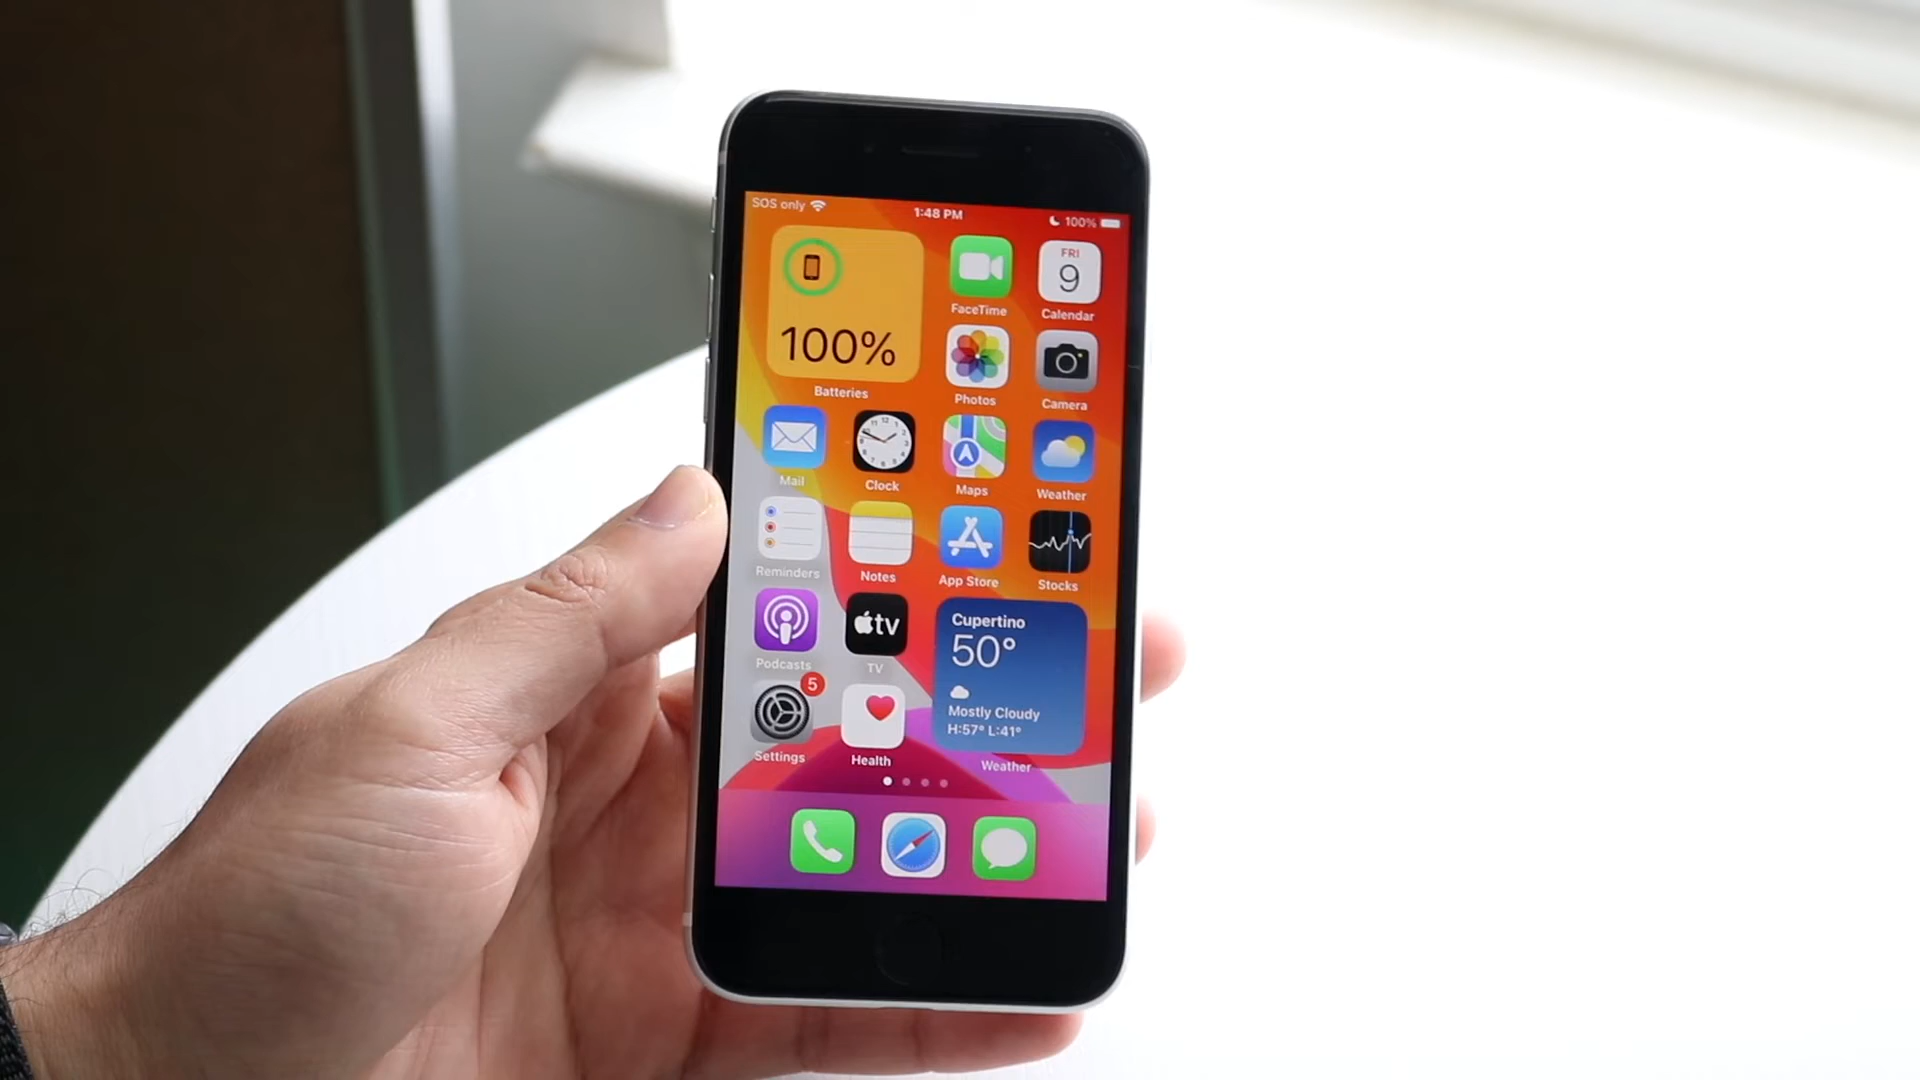 SOS only 1:48 PM 100%
100%
Batteries
FaceTime
FRI
9
Calendar
Photos
Camera
Mail
Clock
Maps
Weather
Reminders
Notes
App Store
Stocks
Podcasts
tv
TV
Cupertino
50°
Mostly Cloudy
H:57° L:41°
Weather
5
Settings
Health